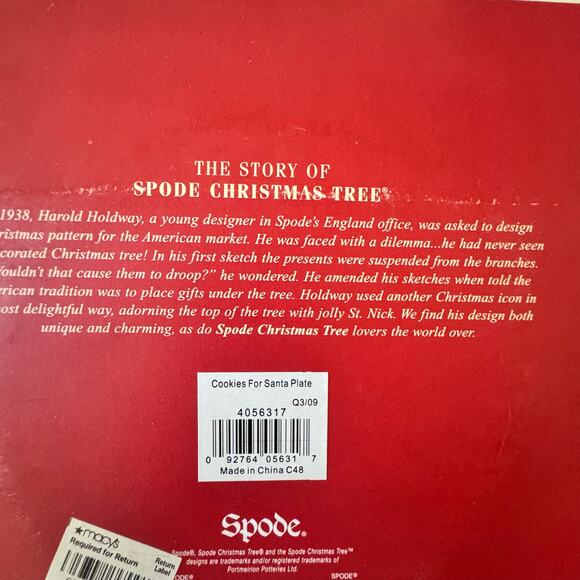 THE STORY OF
SPODE CHRISTMAS TREE®
1938, Harold Holdway, a young designer in Spode's England office, was asked to design
ristmas pattern for the American market. He was faced with a dilemma...he had never seen
corated Christmas tree! In his first sketch the presents were suspended from the branches.
ouldn't that cause them to droop?" he wondered. He amended his sketches when told the
erican tradition was to place gifts under the tree. Holdway used another Christmas icon in
ost delightful way, adorning the top of the tree with jolly St. Nick. We find his design both
unique and charming, as do Spode Christmas Tree lovers the world over.
Cookies For Santa Plate
Q3/09
4056317
0 92764 05631 7
Made in China C48
Spode®
★macy's
Required for Return
Return
Label
Spode®, Spode Christmas Tree® and the Spode Christmas Tree™
designs are trademarks and/or registered trademarks of
Portmeirion Potteries Ltd.
SPODE®
SPODE®